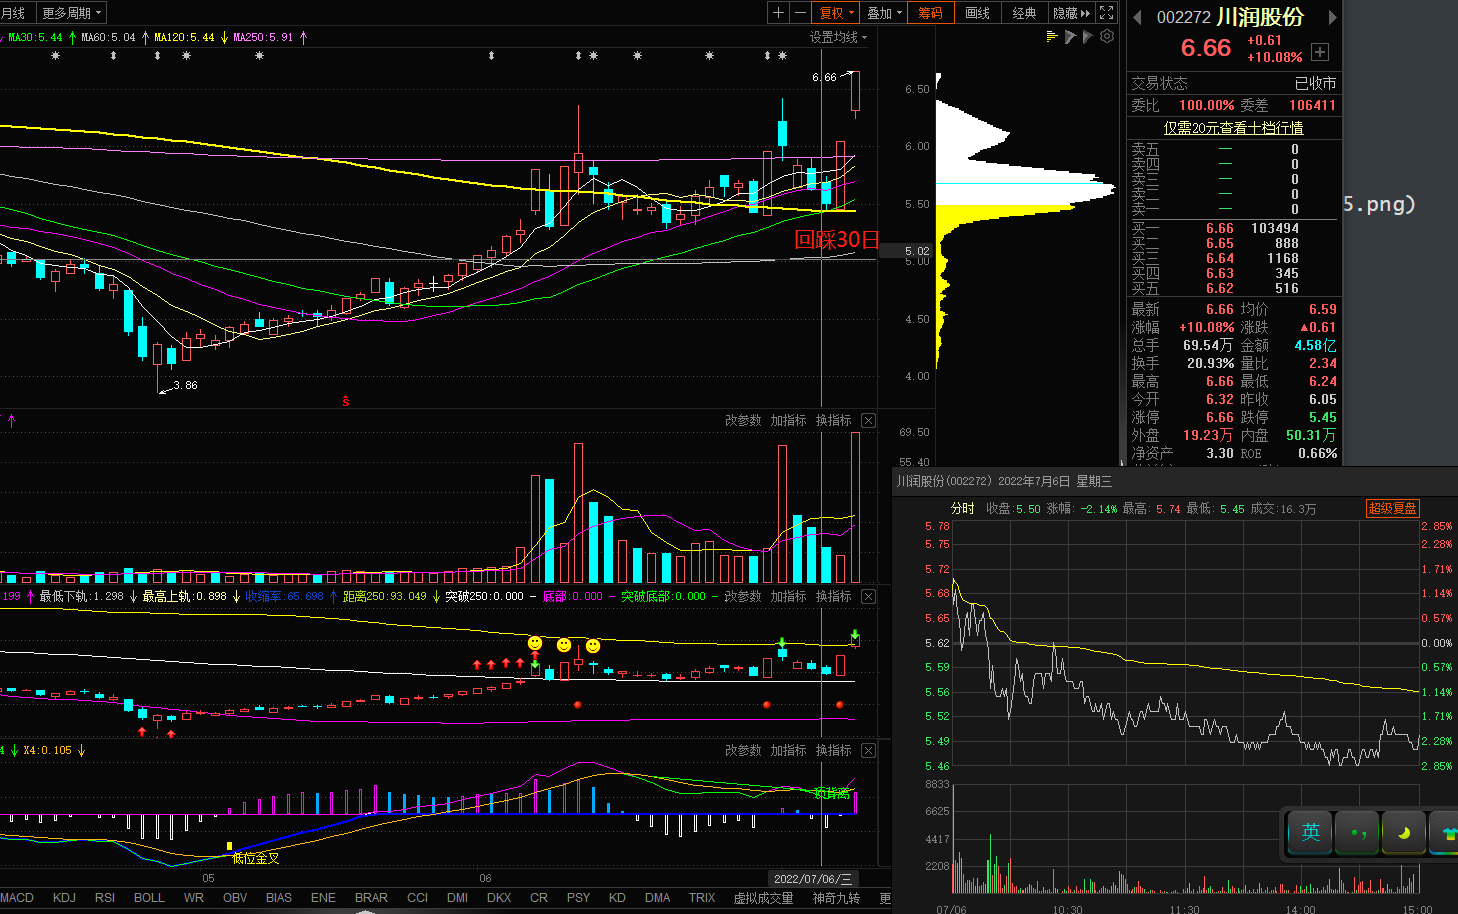 月线 更多周期
复权 叠加 筹码 画线 经典 隐藏
MA30:5.44 MA60:5.04 MA120:5.44 MA250:5.91
设置均线
6.66
3.86
回踩30日
6.50
6.00
5.50
5.02
5.00
4.50
4.00
002272 川润股份
6.66 +0.61
+10.08%
交易状态 已收市
委比 100.00% 委差 106411
仅需20元查看十档行情
卖五 — 0
卖四 — 0
卖三 — 0
卖二 — 0
卖一 — 0
买一 6.66 103494
买二 6.65 888
买三 6.64 1168
买四 6.63 345
买五 6.62 516
最新 6.66 均价 6.59
涨幅 +10.08% 涨跌 ▲0.61
总手 69.54万 金额 4.58亿
换手 20.93% 量比 2.34
最高 6.66 最低 6.24
今开 6.32 昨收 6.05
涨停 6.66 跌停 5.45
外盘 19.23万 内盘 50.31万
净资产 3.30 ROE 0.66%
5.png)
改参数 加指标 换指标
69.50
55.40
199 最低下轨:1.298 最高上轨:0.898 收缩率:65.698 距离250:93.049 突破250:0.000 底部:0.000 突破底部:0.000 改参数 加指标 换指标
4 X4:0.105
改参数 加指标 换指标
顶背离
低位金叉
05 06 2022/07/06/三
MACD KDJ RSI BOLL WR OBV BIAS ENE BRAR CCI DMI DKX CR PSY KD DMA TRIX 虚拟成交量 神奇九转 更
川润股份(002272) 2022年7月6日 星期三
分时 收盘:5.50 涨幅:-2.14% 最高:5.74 最低:5.45 成交:16.3万 超级复盘
5.78 2.85%
5.75 2.28%
5.72 1.71%
5.68 1.14%
5.65 0.57%
5.62 0.00%
5.59 0.57%
5.56 1.14%
5.52 1.71%
5.49 2.28%
5.46 2.85%
8833
6625
4417
2208
英
07/06 10:30 11:30 14:00 15:00